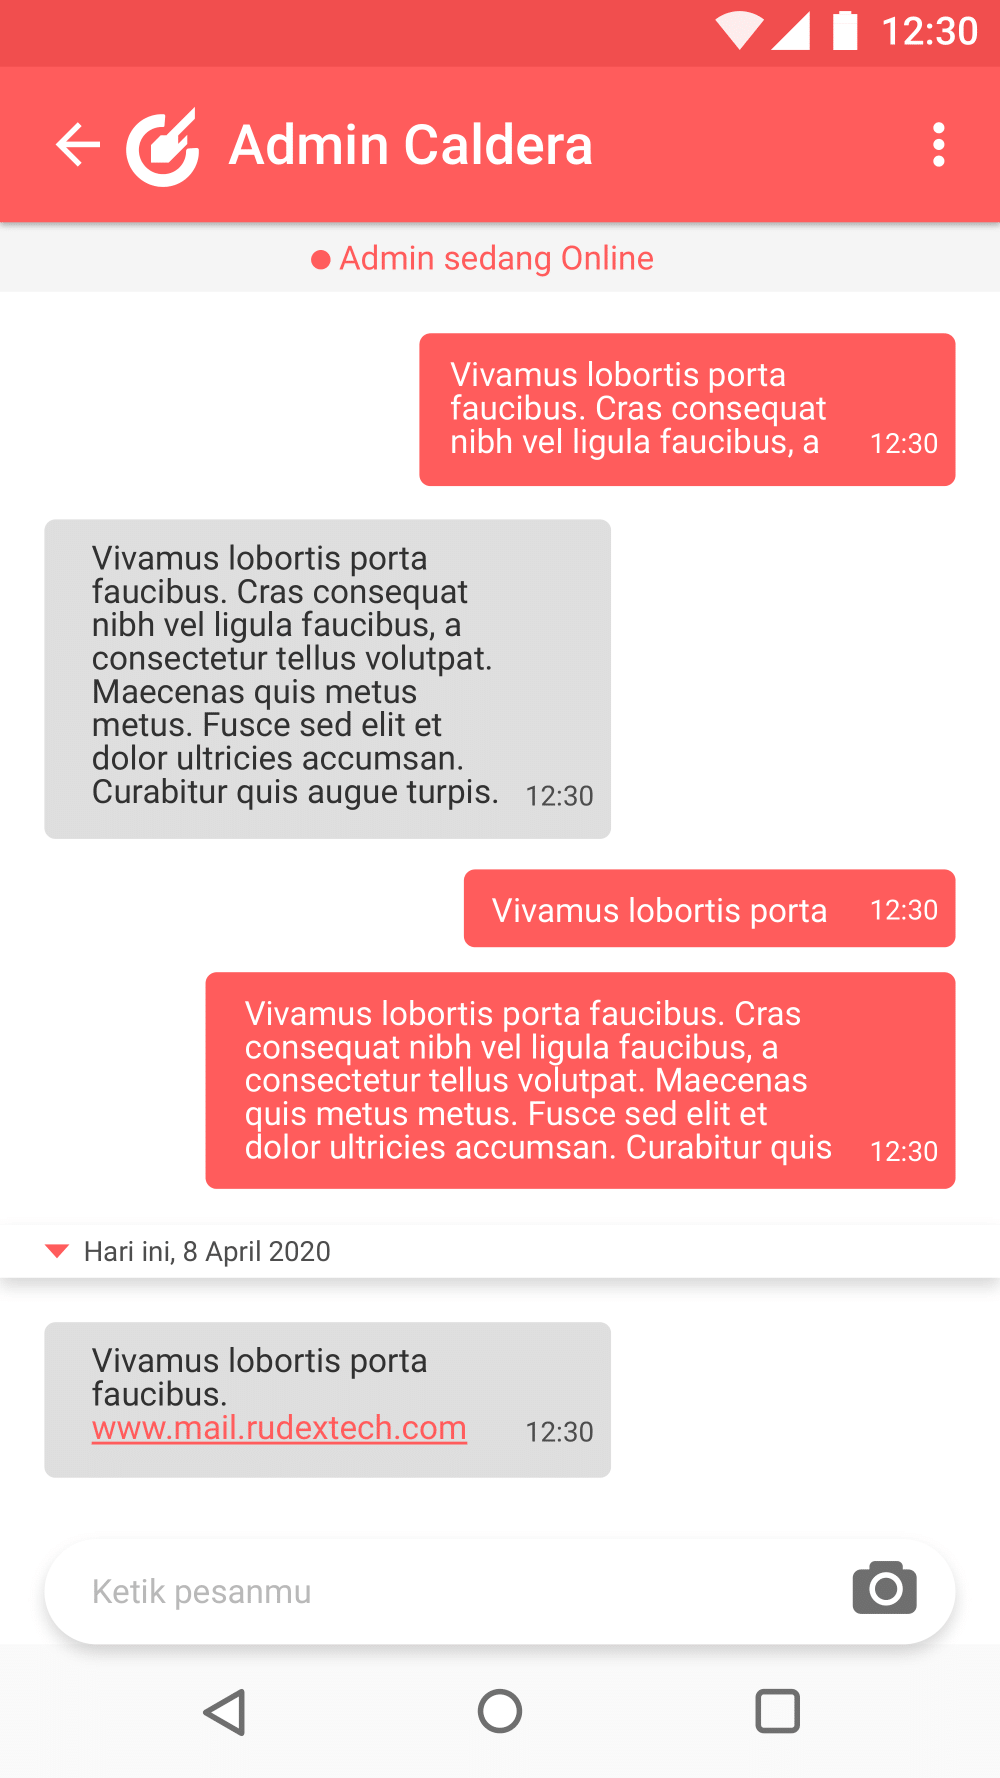 12:30
Admin Caldera
Admin sedang Online
Vivamus lobortis porta
faucibus. Cras consequat
nibh vel ligula faucibus, a
12:30
Vivamus lobortis porta
faucibus. Cras consequat
nibh vel ligula faucibus, a
consectetur tellus volutpat.
Maecenas quis metus
metus. Fusce sed elit et
dolor ultricies accumsan.
Curabitur quis augue turpis.
12:30
Vivamus lobortis porta
12:30
Vivamus lobortis porta faucibus. Cras
consequat nibh vel ligula faucibus, a
consectetur tellus volutpat. Maecenas
quis metus metus. Fusce sed elit et
dolor ultricies accumsan. Curabitur quis
12:30
Hari ini, 8 April 2020
Vivamus lobortis porta
faucibus.
www.mail.rudextech.com
12:30
Ketik pesanmu